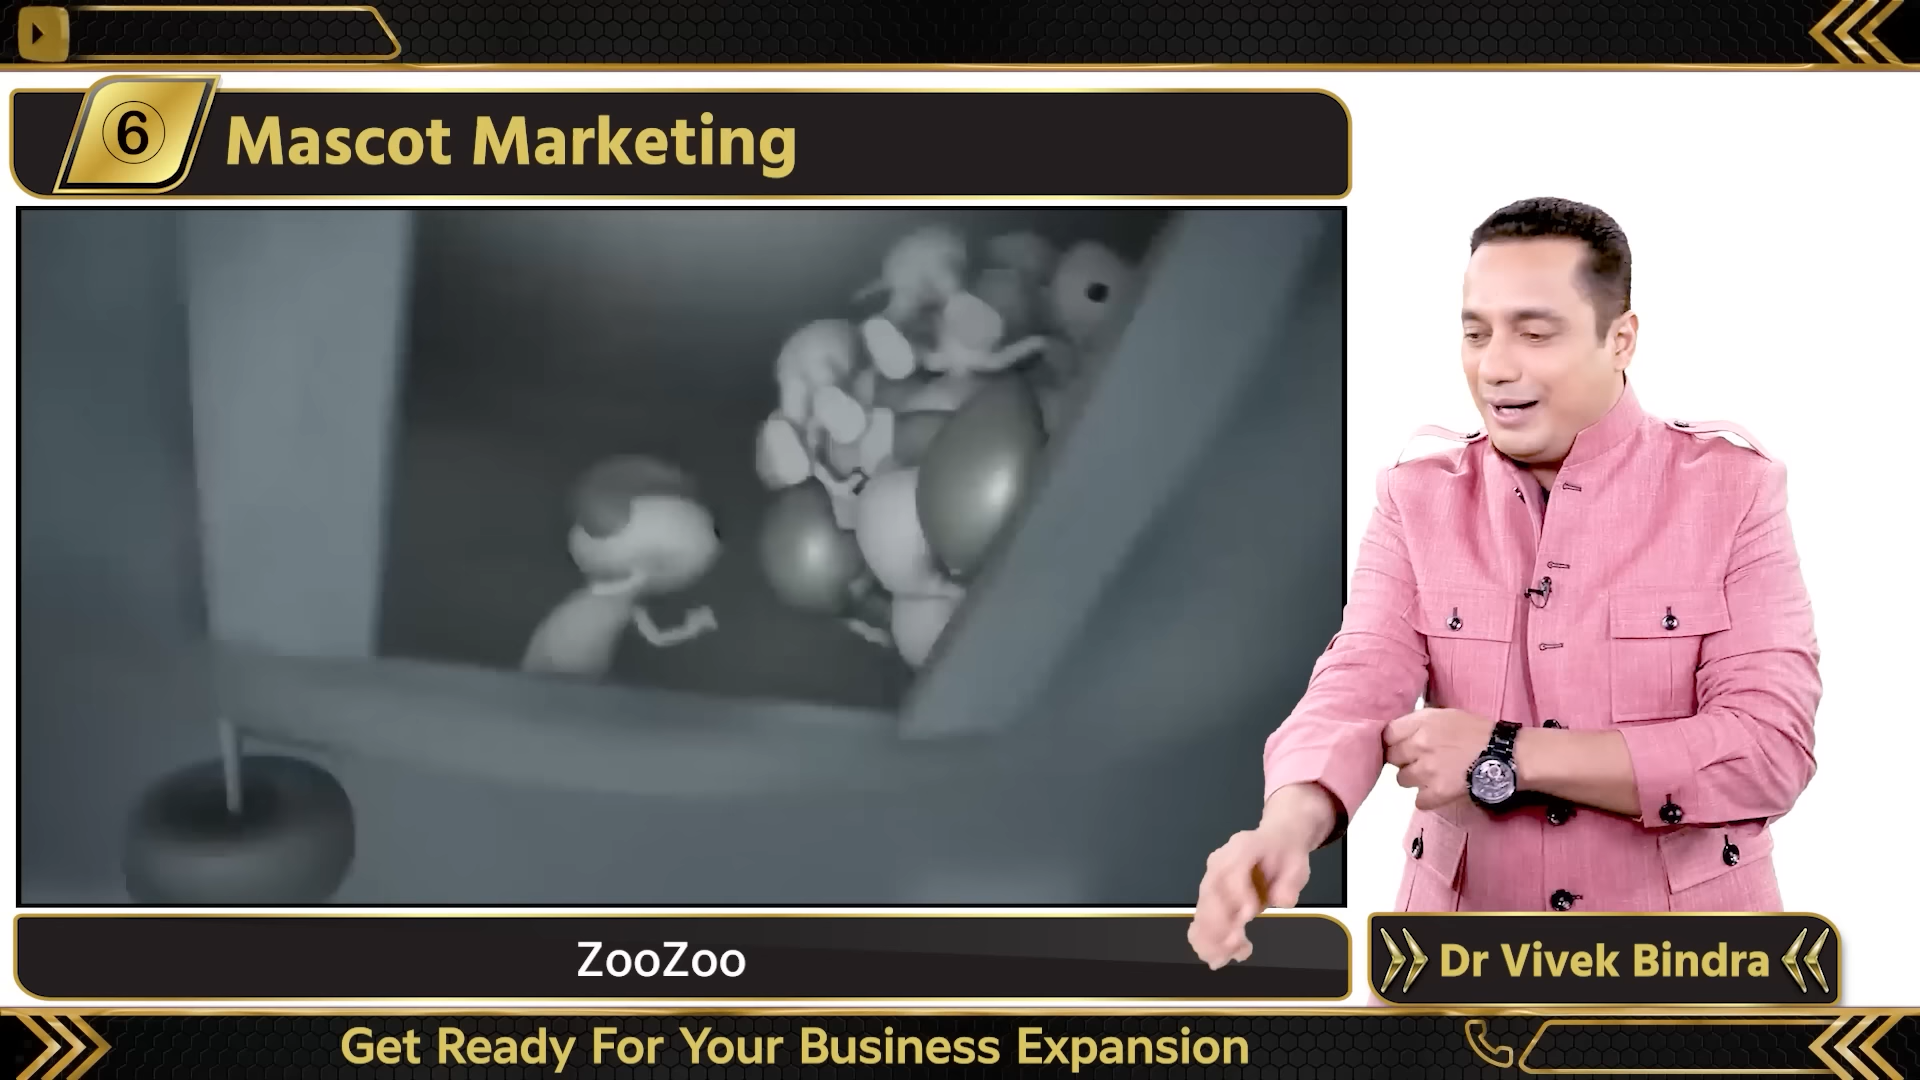 6
Mascot Marketing
ZooZoo
Dr Vivek Bindra
Get Ready For Your Business Expansion